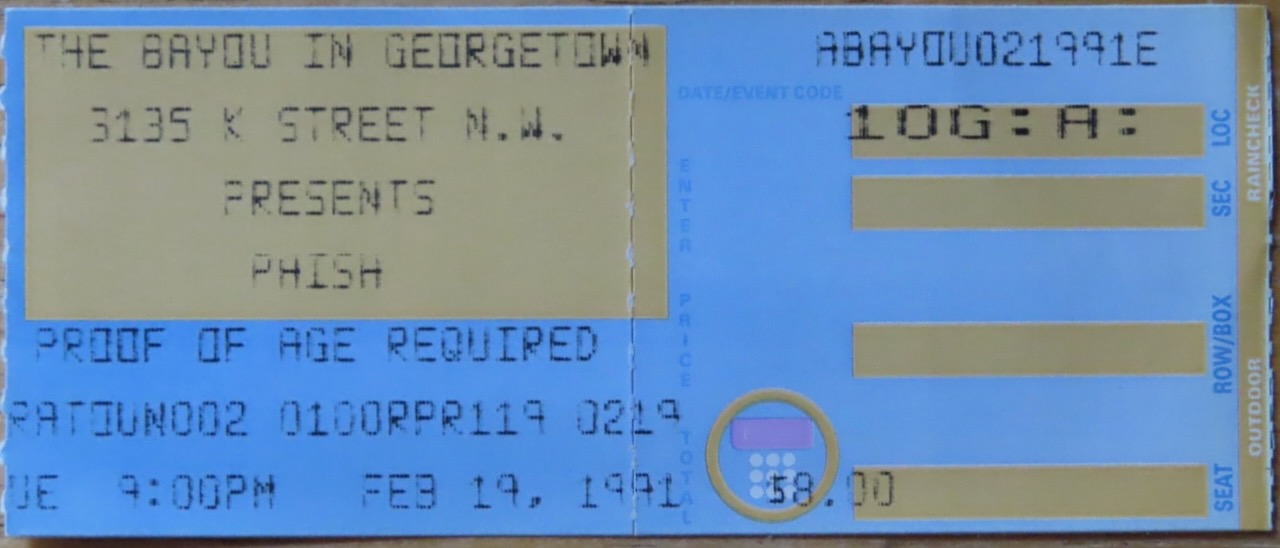 THE BAYOU IN GEORGETOWN
3135 K STREET N.W.
PRESENTS
PHISH
PROOF OF AGE REQUIRED
RATOUN002 0100RPR119 0219
UE 9:00PM FEB 19, 1991 $8.00
ABAYOU021991E
DATE/EVENT CODE
10G:A:
ENTER PRICE TOTAL
LOC
SEC
ROW/BOX
SEAT
RAINCHECK
OUTDOOR